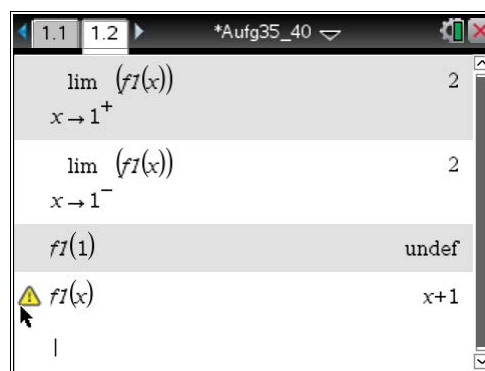 1.1 1.2 *Aufg35_40
lim (f1(x)) 2
x→1⁺
lim (f1(x)) 2
x→1⁻
f1(1) undef
f1(x) x+1